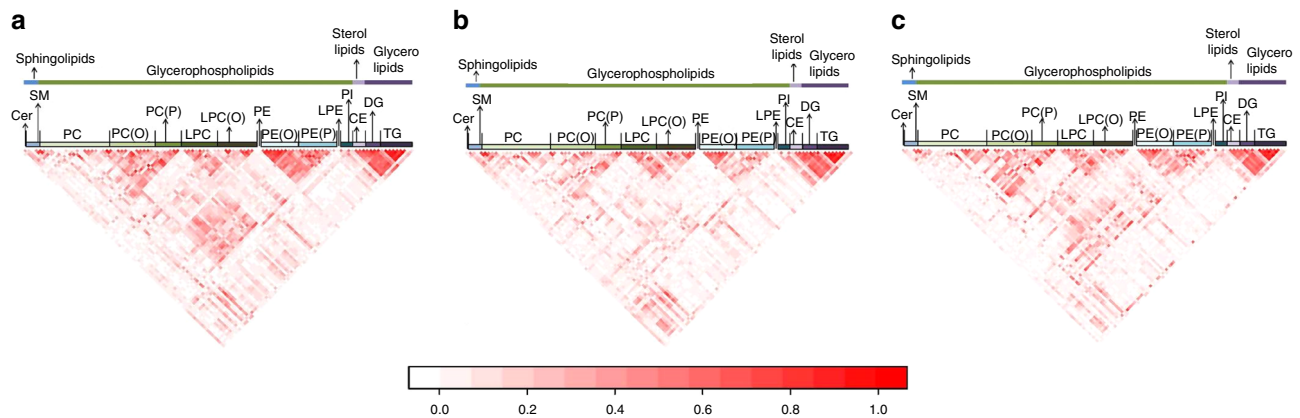 a
Sterol
lipids
Glycero
lipids
Sphingolipids
Glycerophospholipids
SM
Cer
PC
PC(O)
PC(P)
LPC
LPC(O)
PE
PE(O)
PE(P)
LPE
PI
CE
DG
TG
b
Sterol
lipids
Glycero
lipids
Sphingolipids
Glycerophospholipids
SM
Cer
PC
PC(O)
PC(P)
LPC
LPC(O)
PE
PE(O)
PE(P)
LPE
PI
CE
DG
TG
c
Sterol
lipids
Glycero
lipids
Sphingolipids
Glycerophospholipids
SM
Cer
PC
PC(O)
PC(P)
LPC
LPC(O)
PE
PE(O)
PE(P)
LPE
PI
CE
DG
TG
0.0 0.2 0.4 0.6 0.8 1.0